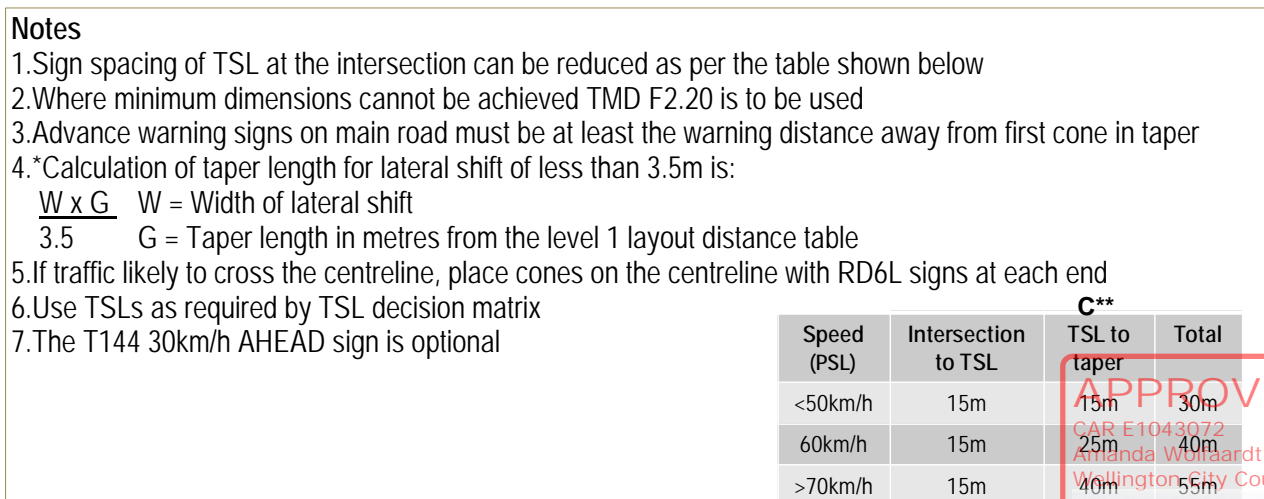 Notes
1.Sign spacing of TSL at the intersection can be reduced as per the table shown below
2.Where minimum dimensions cannot be achieved TMD F2.20 is to be used
3.Advance warning signs on main road must be at least the warning distance away from first cone in taper
4.*Calculation of taper length for lateral shift of less than 3.5m is:
W x G W = Width of lateral shift
3.5 G = Taper length in metres from the level 1 layout distance table
5.If traffic likely to cross the centreline, place cones on the centreline with RD6L signs at each end
6.Use TSLs as required by TSL decision matrix
7.The T144 30km/h AHEAD sign is optional
C**
Speed (PSL) Intersection to TSL TSL to taper Total
<50km/h 15m 15m 30m
60km/h 15m 25m 40m
>70km/h 15m 40m 55m
APPROV
CAR E1043072
Amanda Wolfaardt
Wellington City Cou